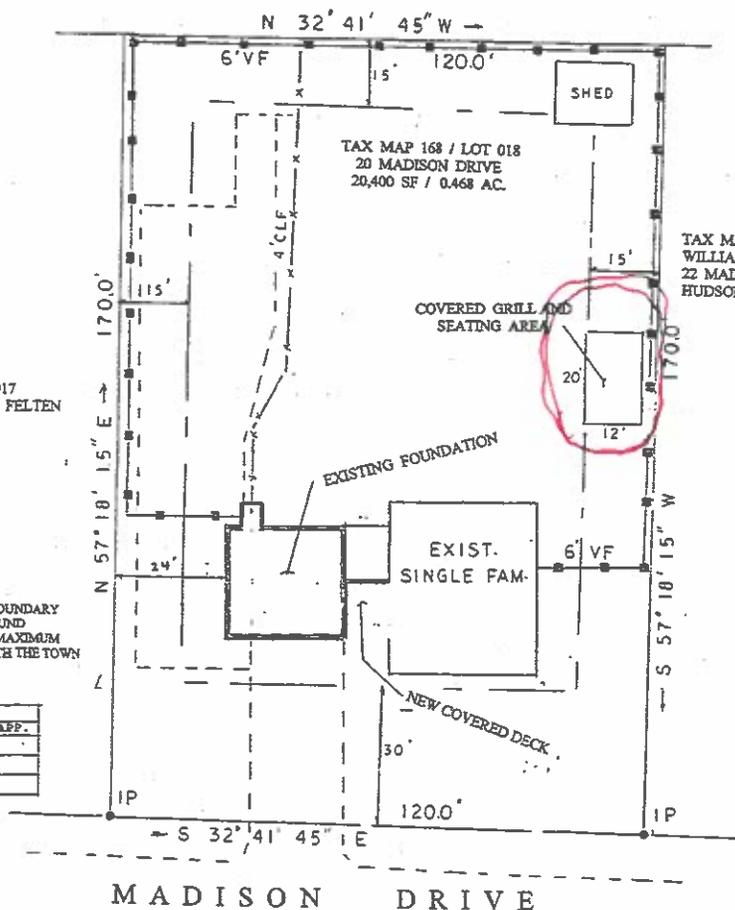 N 32° 41' 45" W →
6' VF
120.0'
15'
SHED
TAX MAP 168 / LOT 018
20 MADISON DRIVE
20,400 SF / 0.468 AC.
4' CLF
TAX M
WILLIA
22 MAD
HUDSO
15'
15'
COVERED GRILL AND
SEATING AREA
20'
12'
170.0'
N 57° 18' 15" E → 170.0'
17
FELTEN
EXISTING FOUNDATION
EXIST.
SINGLE FAM.
6' VF
24'
← S 57° 18' 15" W
OUNDARY
UND
MAXIMUM
TH THE TOWN
NEW COVERED DECK
APP.
30'
IP
120.0'
IP
← S 32° 41' 45" E
MADISON DRIVE